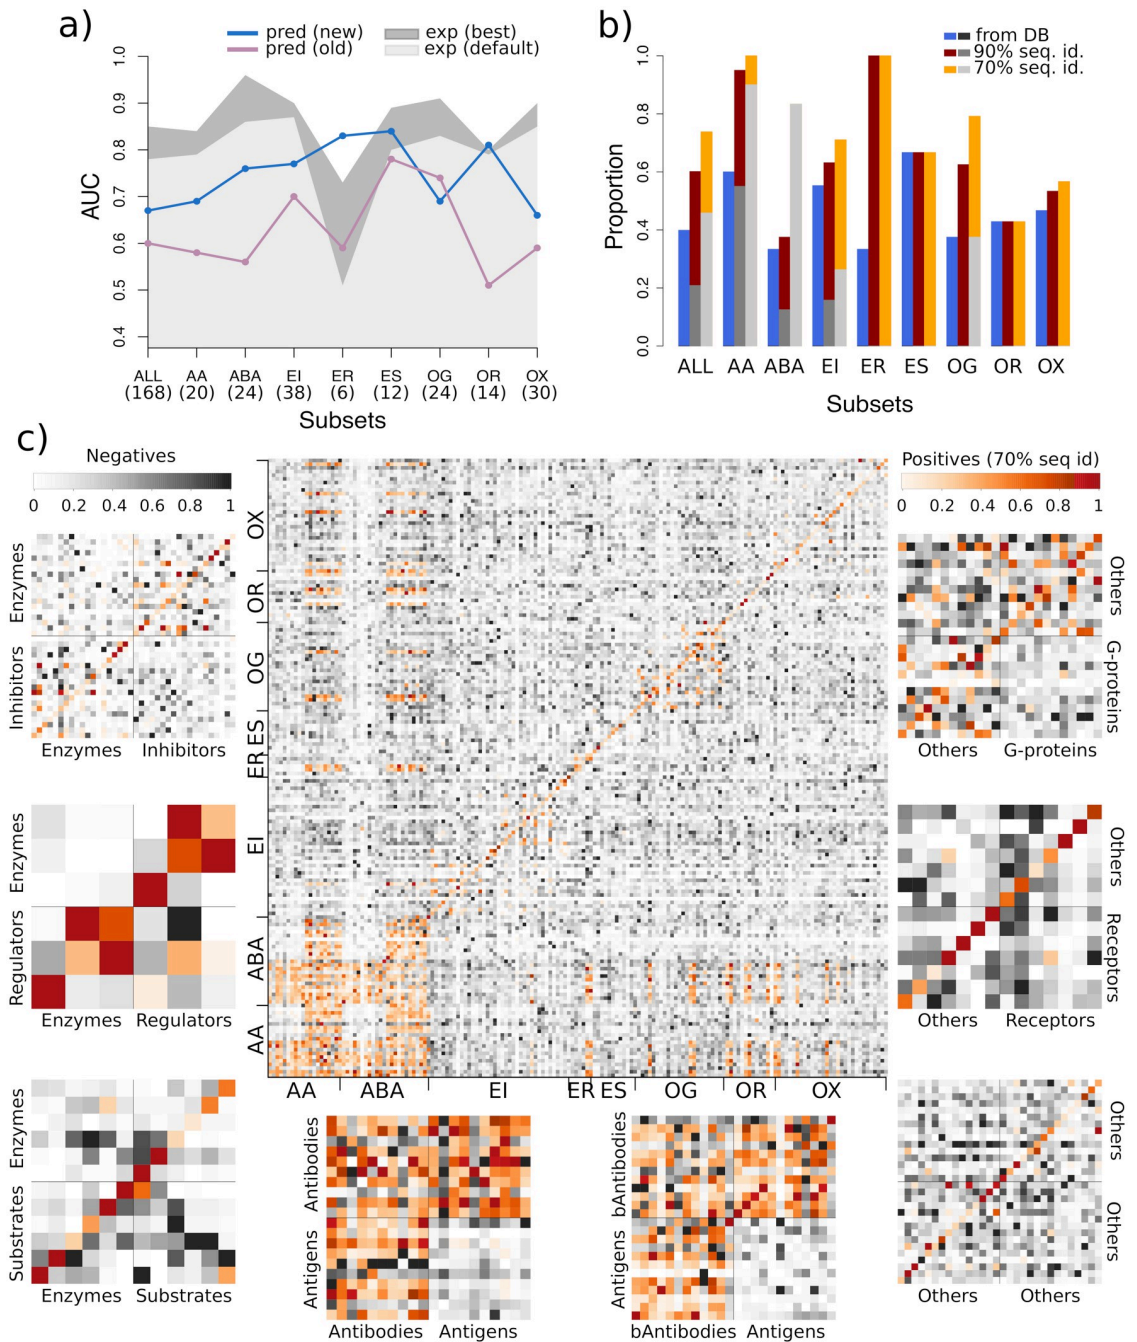 a)
pred (new)
pred (old)
exp (best)
exp (default)
AUC
1.0
0.9
0.8
0.7
0.6
0.5
0.4
ALL AA ABA EI ER ES OG OR OX
(168) (20) (24) (38) (6) (12) (24) (14) (30)
Subsets
b)
from DB
90% seq. id.
70% seq. id.
Proportion
1.0
0.8
0.6
0.4
0.2
0.0
ALL AA ABA EI ER ES OG OR OX
Subsets
c)
Negatives
0 0.2 0.4 0.6 0.8 1
Positives (70% seq id)
0 0.2 0.4 0.6 0.8 1
Enzymes
Inhibitors
Enzymes Inhibitors
Enzymes
Regulators
Enzymes Regulators
Enzymes
Substrates
Enzymes Substrates
OX
OR
OG
ES
ER
EI
ABA
AA
AA ABA EI ER ES OG OR OX
Others
G-proteins
Others G-proteins
Others
Receptors
Others Receptors
Others
Others
Others Others
Antibodies
Antigens
Antibodies Antigens
bAntibodies
Antigens
bAntibodies Antigens